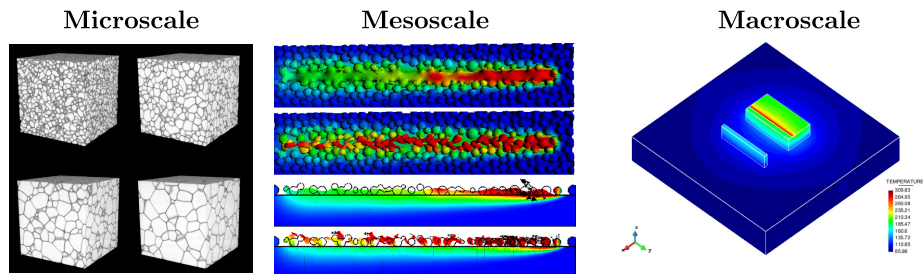 Microscale
Mesoscale
Macroscale
TEMPERATURE
309.83
284.95
260.08
235.21
210.34
185.47
160.6
135.72
110.85
85.98
z
x
y